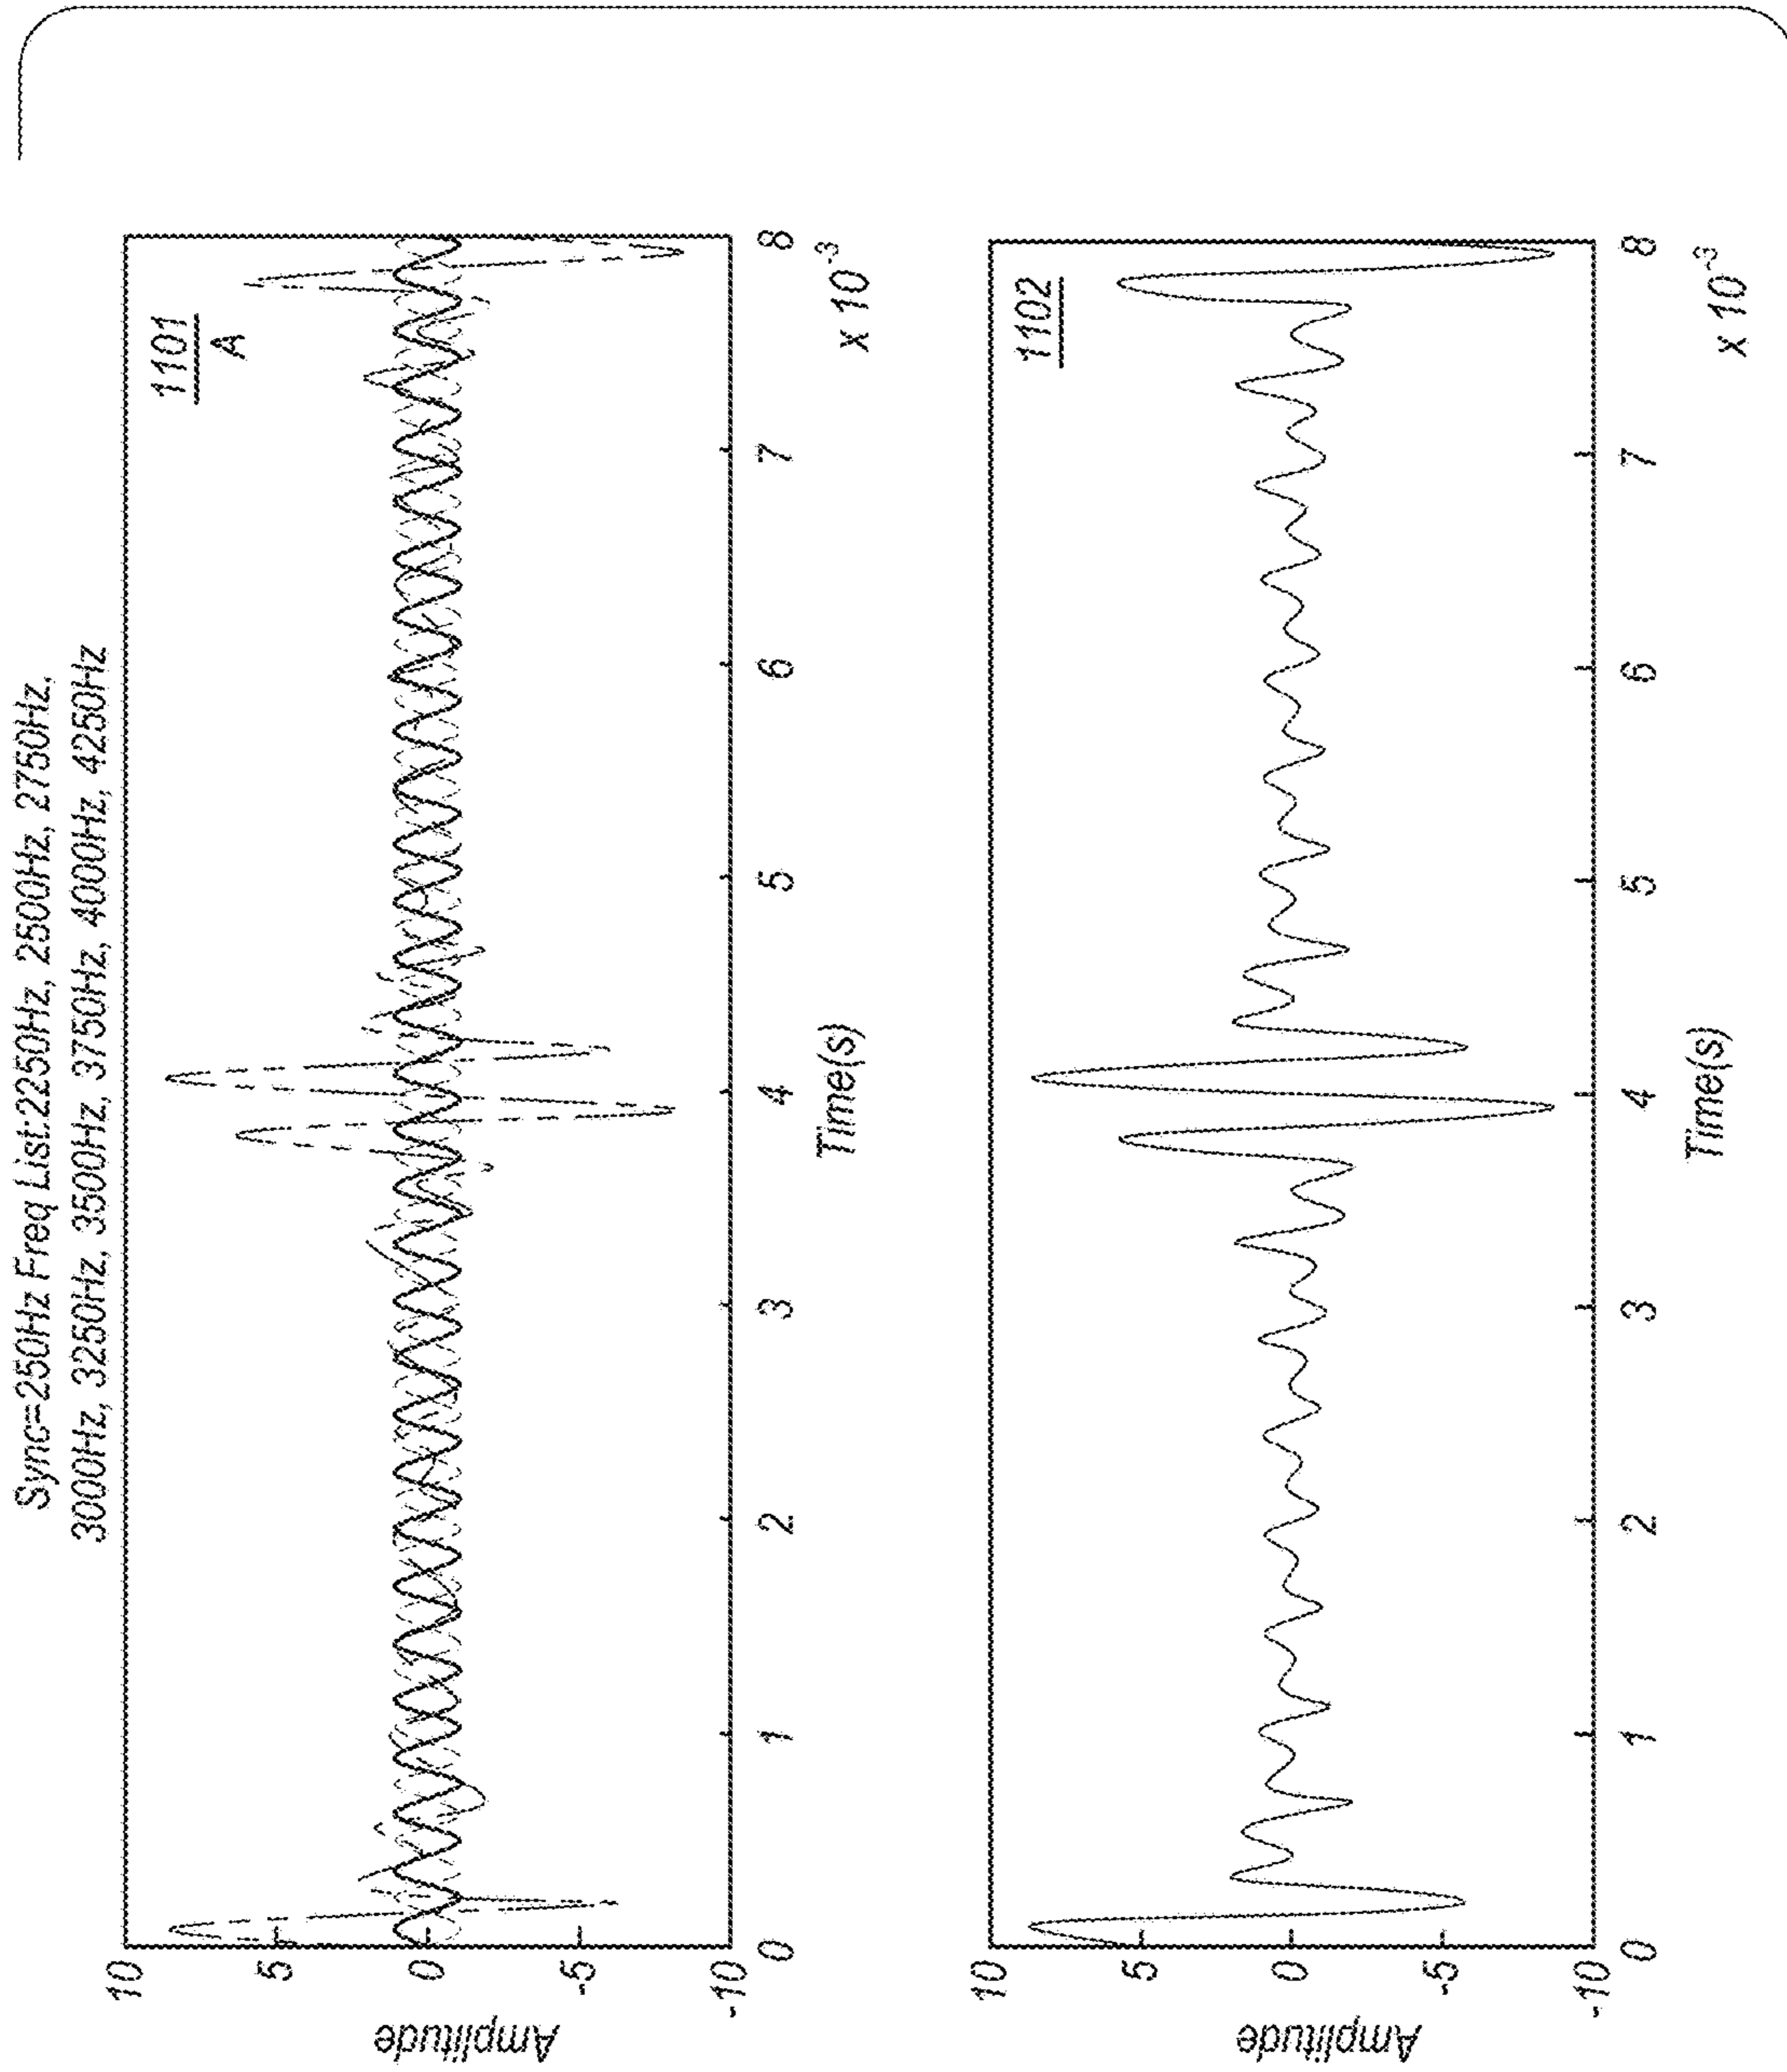 Sync=250Hz Freq List:2250Hz, 2500Hz, 2750Hz,
3000Hz, 3250Hz, 3500Hz, 3750Hz, 4000Hz, 4250Hz
1101
A
Amplitude
10
5
0
-5
-10
0 1 2 3 4 5 6 7 8
Time(s)
x 10-3
1102
Amplitude
10
5
0
-5
-10
0 1 2 3 4 5 6 7 8
Time(s)
x 10-3